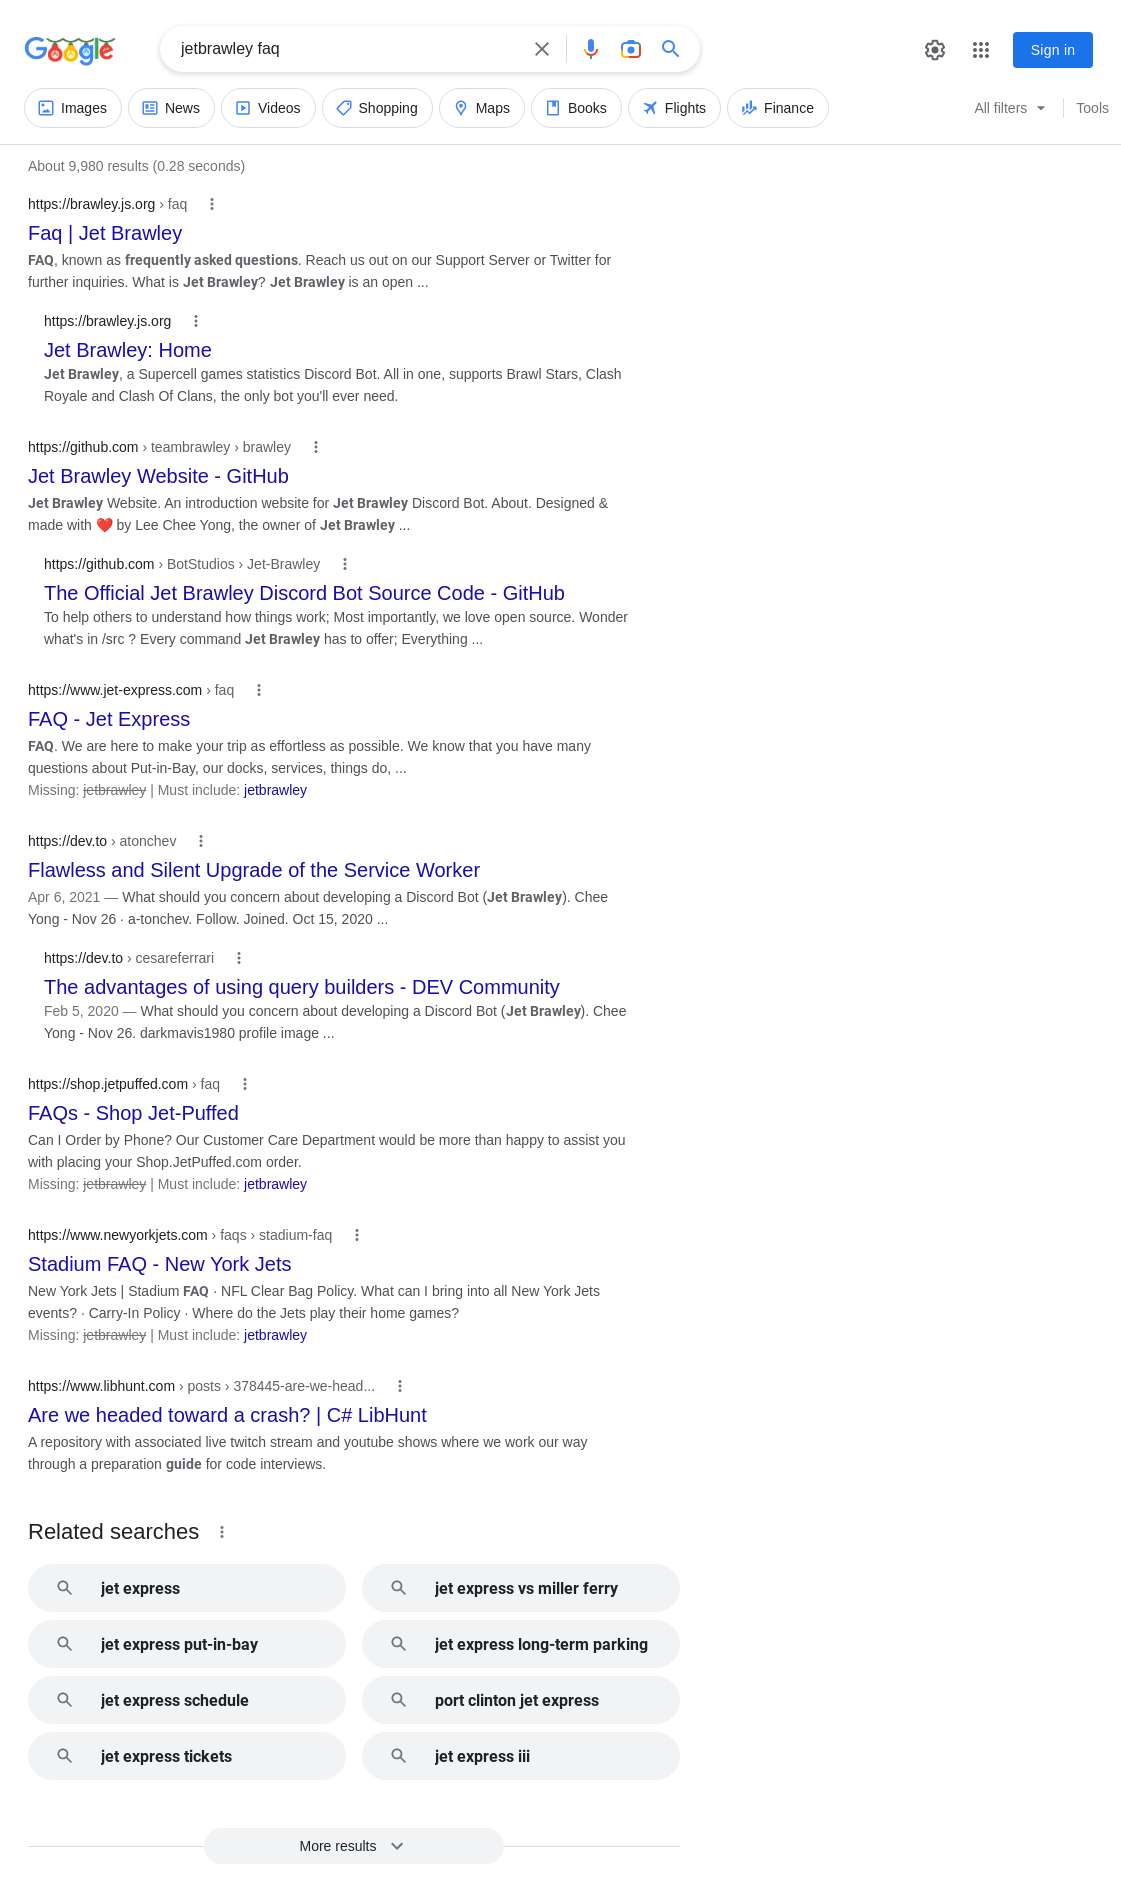 Google
jetbrawley faq
Sign in
Images
News
Videos
Shopping
Maps
Books
Flights
Finance
All filters
Tools
About 9,980 results (0.28 seconds)
https://brawley.js.org › faq
Faq | Jet Brawley
FAQ, known as frequently asked questions. Reach us out on our Support Server or Twitter for
further inquiries. What is Jet Brawley? Jet Brawley is an open ...
https://brawley.js.org
Jet Brawley: Home
Jet Brawley, a Supercell games statistics Discord Bot. All in one, supports Brawl Stars, Clash
Royale and Clash Of Clans, the only bot you'll ever need.
https://github.com › teambrawley › brawley
Jet Brawley Website - GitHub
Jet Brawley Website. An introduction website for Jet Brawley Discord Bot. About. Designed &
made with ❤️ by Lee Chee Yong, the owner of Jet Brawley ...
https://github.com › BotStudios › Jet-Brawley
The Official Jet Brawley Discord Bot Source Code - GitHub
To help others to understand how things work; Most importantly, we love open source. Wonder
what's in /src ? Every command Jet Brawley has to offer; Everything ...
https://www.jet-express.com › faq
FAQ - Jet Express
FAQ. We are here to make your trip as effortless as possible. We know that you have many
questions about Put-in-Bay, our docks, services, things do, ...
Missing: jetbrawley | Must include: jetbrawley
https://dev.to › atonchev
Flawless and Silent Upgrade of the Service Worker
Apr 6, 2021 — What should you concern about developing a Discord Bot (Jet Brawley). Chee
Yong - Nov 26 · a-tonchev. Follow. Joined. Oct 15, 2020 ...
https://dev.to › cesareferrari
The advantages of using query builders - DEV Community
Feb 5, 2020 — What should you concern about developing a Discord Bot (Jet Brawley). Chee
Yong - Nov 26. darkmavis1980 profile image ...
https://shop.jetpuffed.com › faq
FAQs - Shop Jet-Puffed
Can I Order by Phone? Our Customer Care Department would be more than happy to assist you
with placing your Shop.JetPuffed.com order.
Missing: jetbrawley | Must include: jetbrawley
https://www.newyorkjets.com › faqs › stadium-faq
Stadium FAQ - New York Jets
New York Jets | Stadium FAQ · NFL Clear Bag Policy. What can I bring into all New York Jets
events? · Carry-In Policy · Where do the Jets play their home games?
Missing: jetbrawley | Must include: jetbrawley
https://www.libhunt.com › posts › 378445-are-we-head...
Are we headed toward a crash? | C# LibHunt
A repository with associated live twitch stream and youtube shows where we work our way
through a preparation guide for code interviews.
Related searches
jet express
jet express vs miller ferry
jet express put-in-bay
jet express long-term parking
jet express schedule
port clinton jet express
jet express tickets
jet express iii
More results